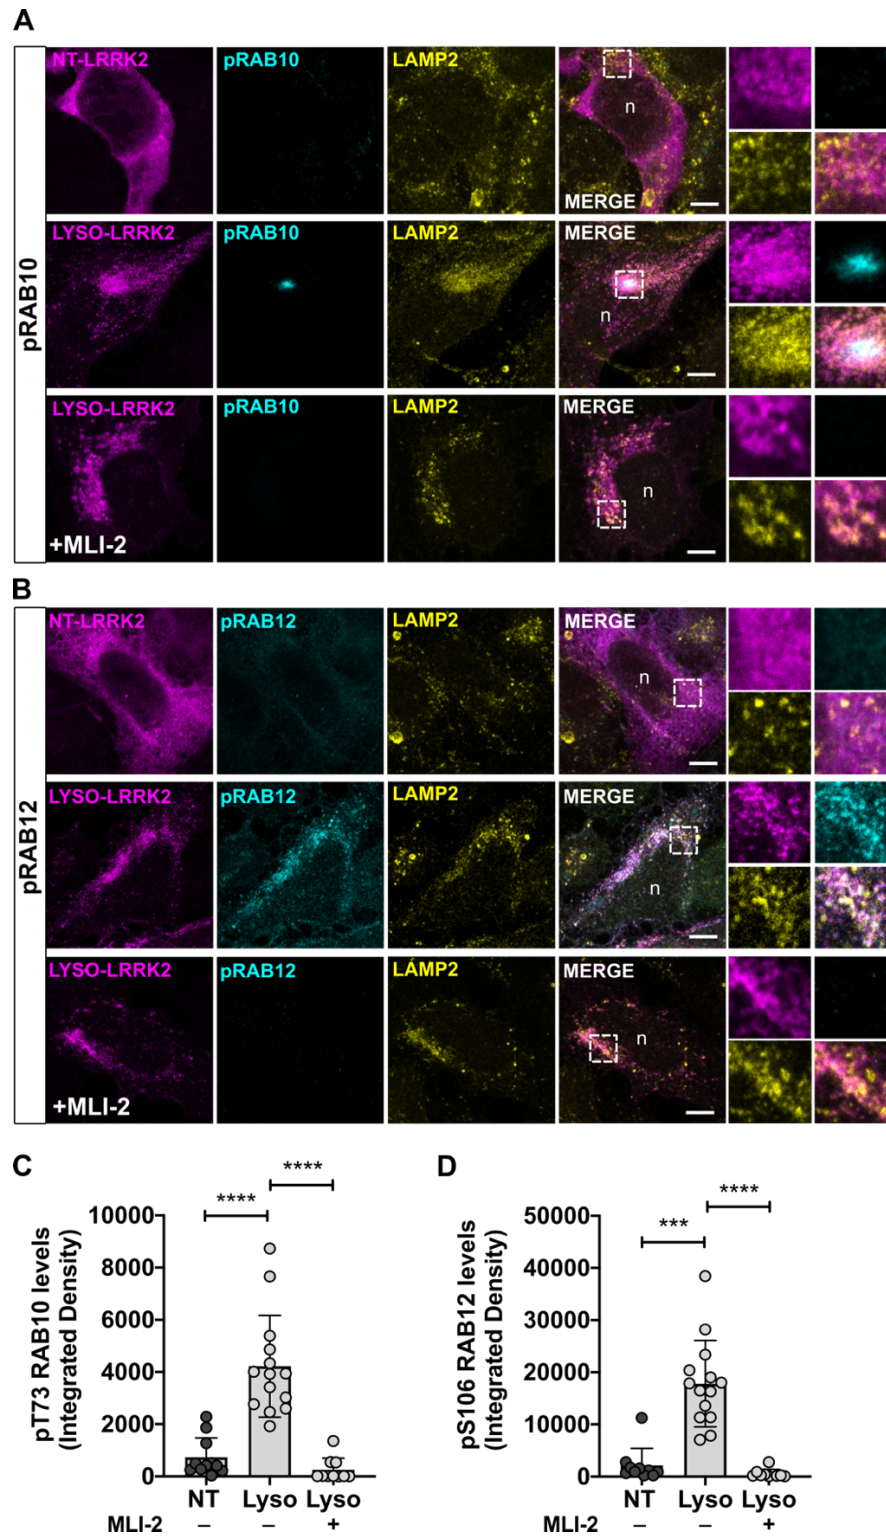 A
pRAB10
NT-LRRK2 pRAB10 LAMP2
n
MERGE
LYSO-LRRK2 pRAB10 LAMP2 MERGE
n
LYSO-LRRK2 pRAB10 LAMP2 MERGE
n
+MLI-2
B
pRAB12
NT-LRRK2 pRAB12 LAMP2 MERGE
n
LYSO-LRRK2 pRAB12 LAMP2 MERGE
n
LYSO-LRRK2 pRAB12 LAMP2 MERGE
n
+MLI-2
C
pT73 RAB10 levels
(Integrated Density)
**** ****
10000
8000
6000
4000
2000
0
NT Lyso Lyso
MLI-2 – – +
D
pS106 RAB12 levels
(Integrated Density)
*** ****
50000
40000
30000
20000
10000
0
NT Lyso Lyso
MLI-2 – – +